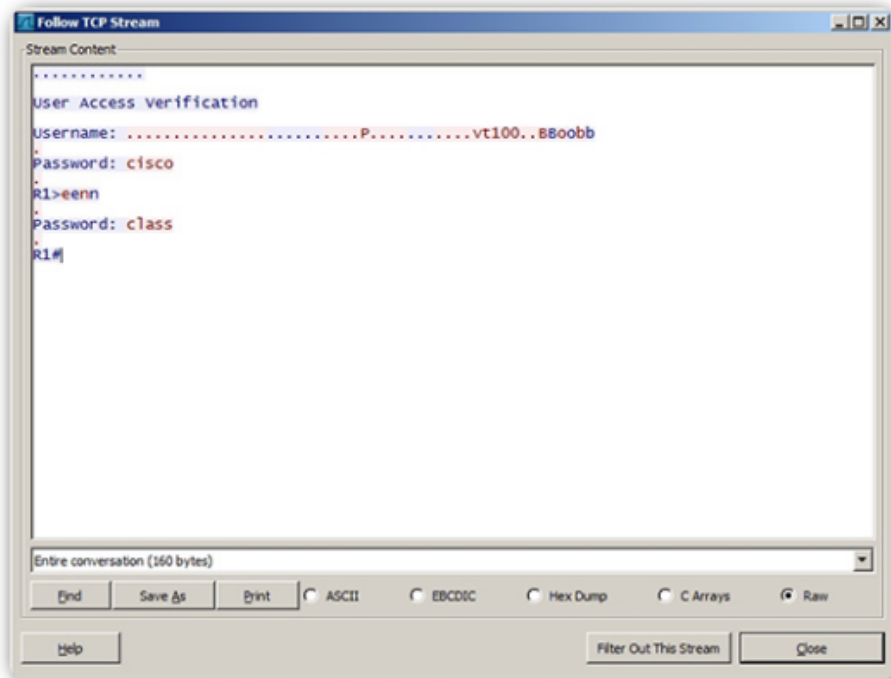 Follow TCP Stream
Stream Content
............
User Access Verification
Username: .........................P...........vt100..BBoobb
.
Password: cisco
.
R1>eenn
.
Password: class
.
R1#
Entire conversation (160 bytes)
Find Save As Print ASCII EBCDIC Hex Dump C Arrays Raw
Help Filter Out This Stream Close